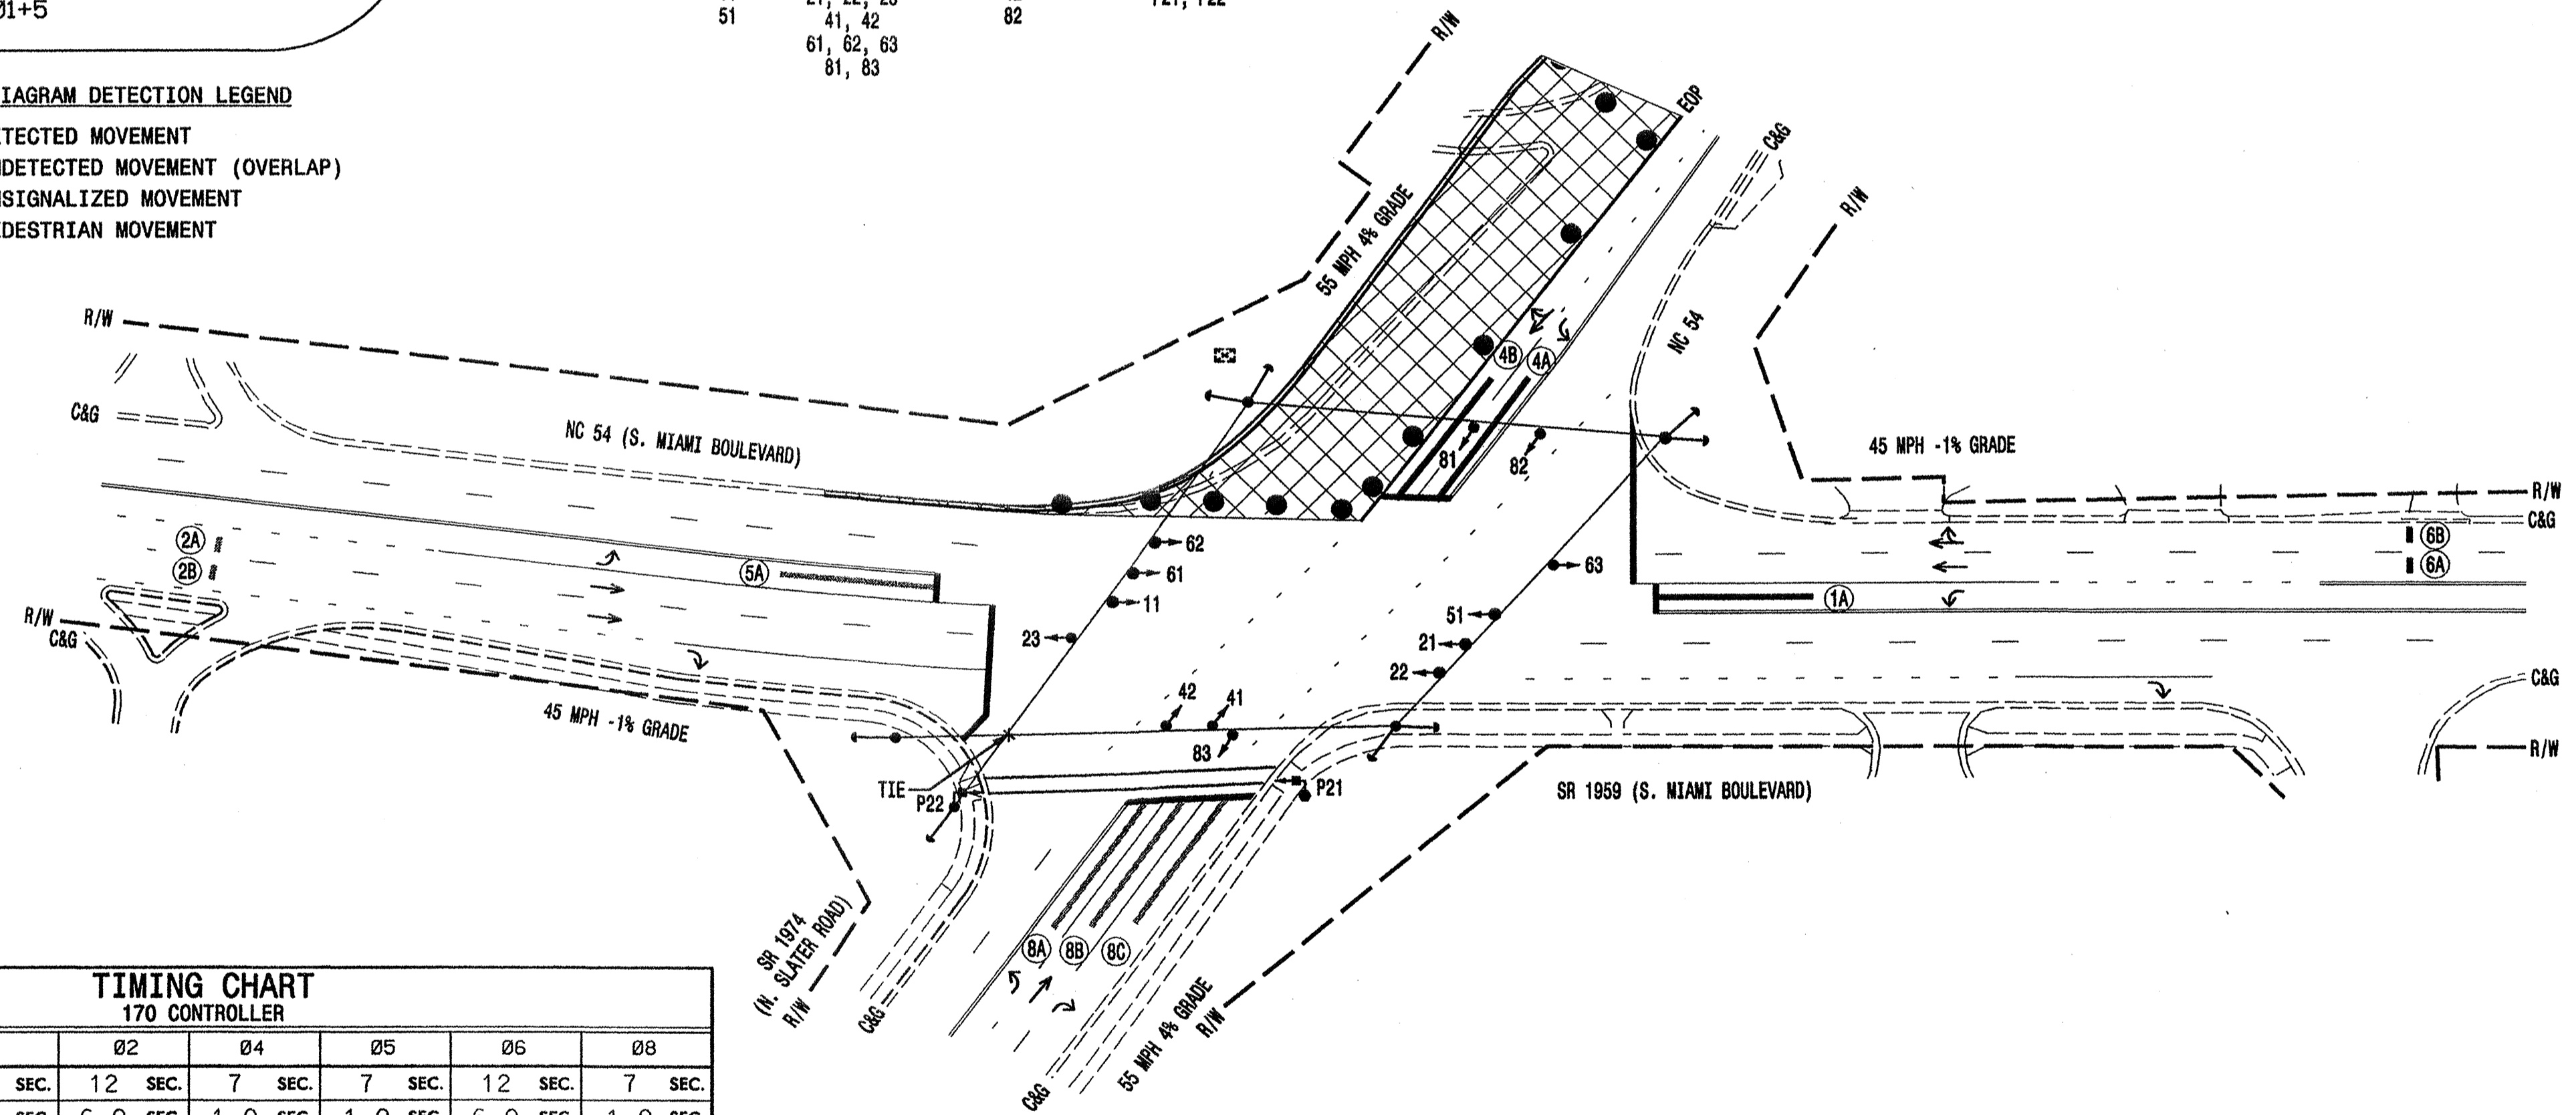 Ø1+5
51
41, 42
82
61, 62, 63
81, 83
IAGRAM DETECTION LEGEND
TECTED MOVEMENT
DETECTED MOVEMENT (OVERLAP)
SIGNALIZED MOVEMENT
DESTRIAN MOVEMENT
R/W
EOP
C&G
R/W
55 MPH 4% GRADE
NC 54
R/W
C&G
NC 54 (S. MIAMI BOULEVARD)
4B
4A
81
82
45 MPH -1% GRADE
R/W
C&G
2A
2B
5A
62
61
11
23
63
51
21
22
6B
6A
1A
R/W
C&G
45 MPH -1% GRADE
42
41
83
C&G
R/W
TIE
P22
P21
SR 1959 (S. MIAMI BOULEVARD)
SR 1974
(N. SLATER ROAD)
R/W
C&G
8A
8B
8C
55 MPH 4% GRADE
R/W
C&G
TIMING CHART
170 CONTROLLER
Ø2 Ø4 Ø5 Ø6 Ø8
SEC. 12 SEC. 7 SEC. 7 SEC. 12 SEC. 7 SEC.